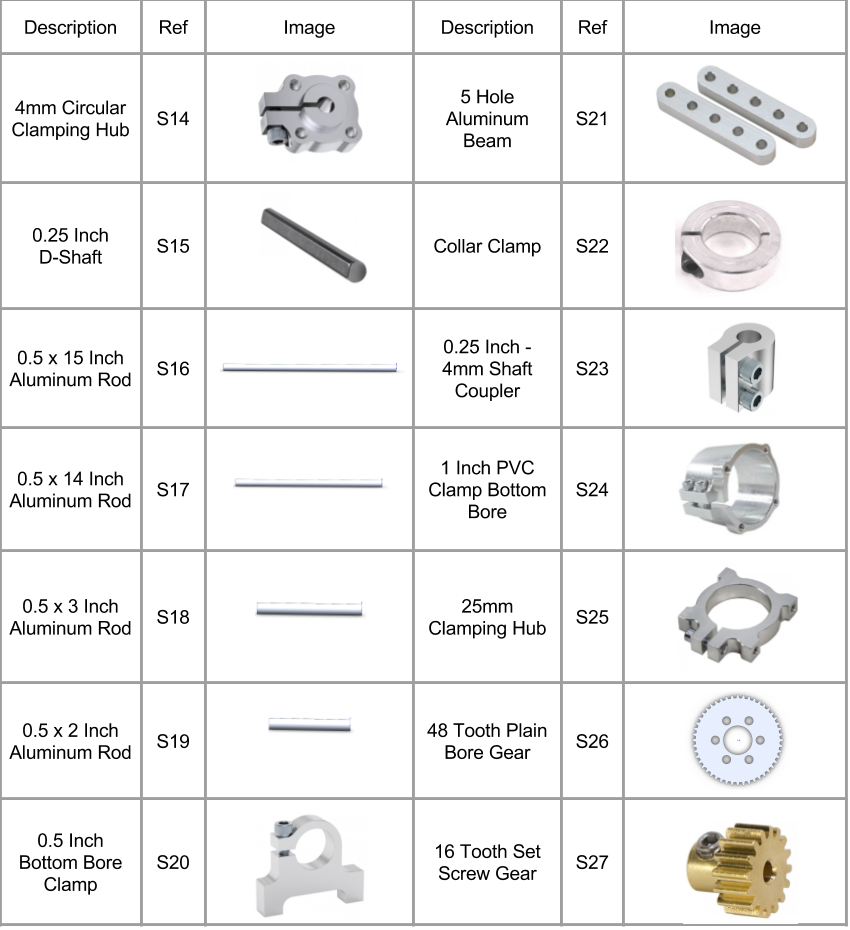 Description Ref Image Description Ref Image
4mm Circular
Clamping Hub
S14
5 Hole
Aluminum
Beam
S21
0.25 Inch
D-Shaft
S15
Collar Clamp
S22
0.5 x 15 Inch
Aluminum Rod
S16
0.25 Inch -
4mm Shaft
Coupler
S23
0.5 x 14 Inch
Aluminum Rod
S17
1 Inch PVC
Clamp Bottom
Bore
S24
0.5 x 3 Inch
Aluminum Rod
S18
25mm
Clamping Hub
S25
0.5 x 2 Inch
Aluminum Rod
S19
48 Tooth Plain
Bore Gear
S26
0.5 Inch
Bottom Bore
Clamp
S20
16 Tooth Set
Screw Gear
S27